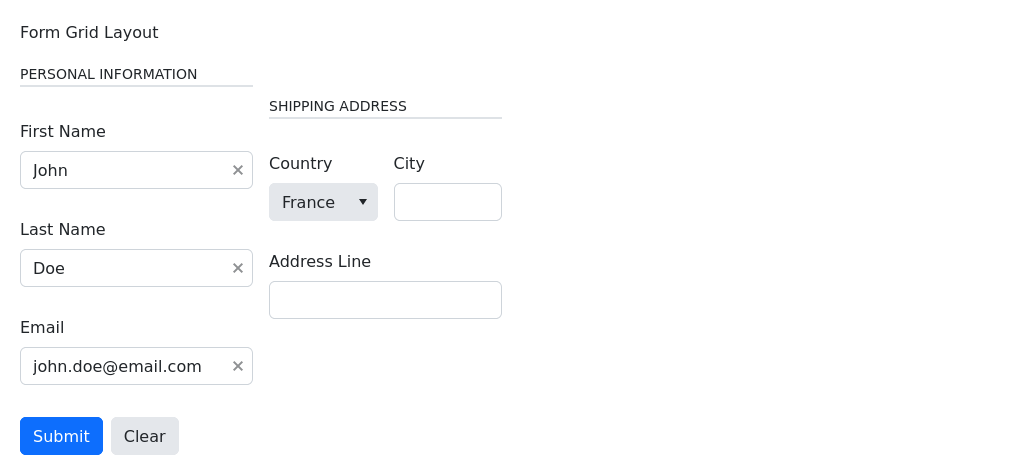 Form Grid Layout
PERSONAL INFORMATION
First Name
John
Last Name
Doe
Email
john.doe@email.com
SHIPPING ADDRESS
Country City
France
Address Line
Submit Clear